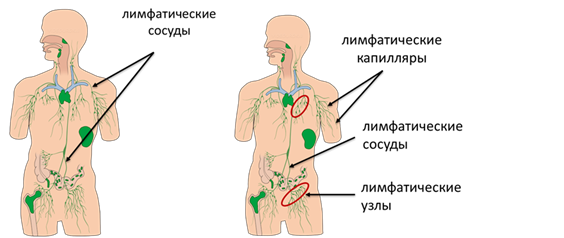 лимфатические
сосуды
лимфатические
капилляры
лимфатические
сосуды
лимфатические
узлы